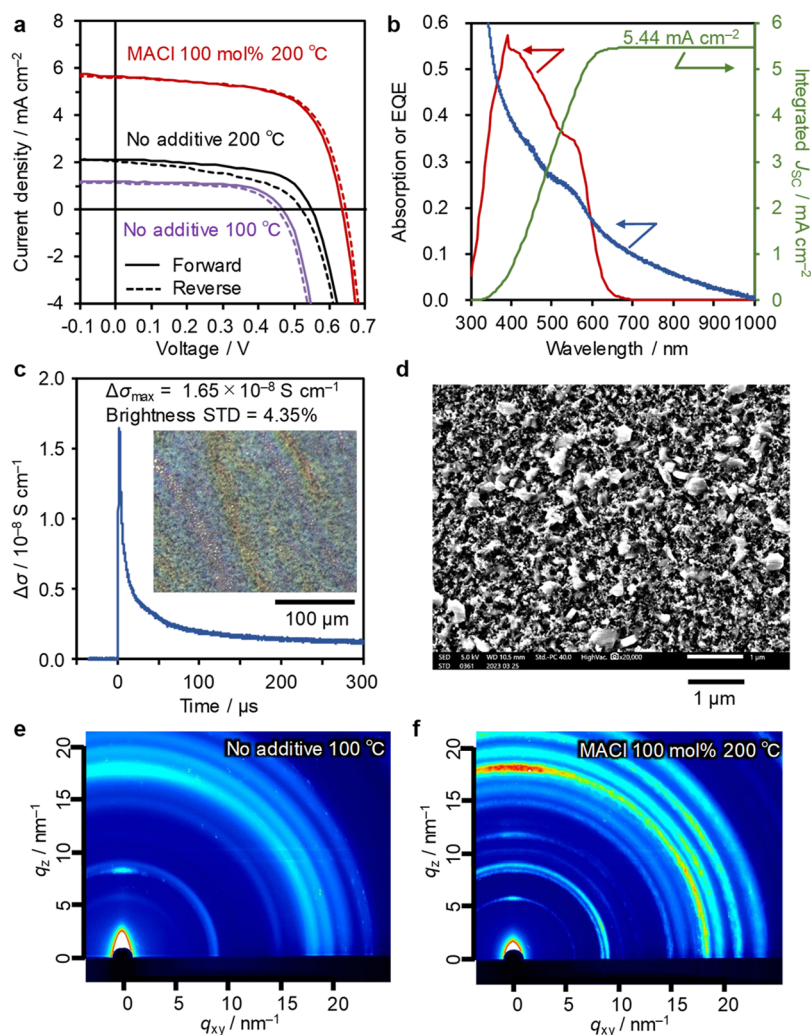 a
MACl 100 mol% 200 ℃
No additive 200 ℃
No additive 100 ℃
Forward
Reverse
Current density / mA cm⁻²
8
6
4
2
0
-2
-4
-0.1 0.0 0.1 0.2 0.3 0.4 0.5 0.6 0.7
Voltage / V
b
5.44 mA cm⁻²
Absorption or EQE
0.6
0.5
0.4
0.3
0.2
0.1
0.0
Integrated JSC / mA cm⁻²
6
5
4
3
2
1
0
300 400 500 600 700 800 900 1000
Wavelength / nm
c
Δσmax = 1.65 × 10⁻⁸ S cm⁻¹
Brightness STD = 4.35%
100 µm
Δσ / 10⁻⁸ S cm⁻¹
2.0
1.5
1.0
0.5
0.0
0 100 200 300
Time / µs
d
SED 5.0 kV WD 10.5 mm Std.-PC 40.0 HighVac. x20,000 1 µm
STD 0361 2023 03 25
1 µm
e
No additive 100 ℃
qz / nm⁻¹
20
15
10
5
0
0 5 10 15 20
qxy / nm⁻¹
f
MACl 100 mol% 200 ℃
qz / nm⁻¹
20
15
10
5
0
0 5 10 15 20
qxy / nm⁻¹